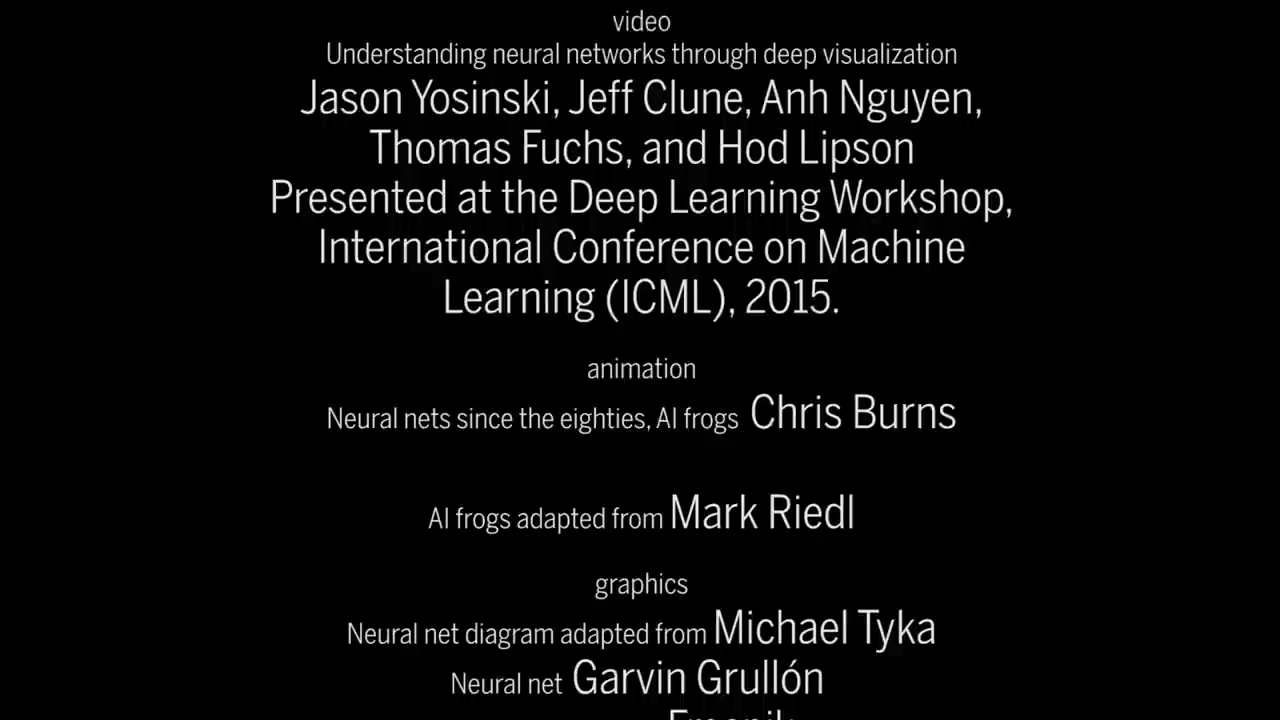 video
Understanding neural networks through deep visualization
Jason Yosinski, Jeff Clune, Anh Nguyen,
Thomas Fuchs, and Hod Lipson
Presented at the Deep Learning Workshop,
International Conference on Machine
Learning (ICML), 2015.
animation
Neural nets since the eighties, AI frogs Chris Burns
AI frogs adapted from Mark Riedl
graphics
Neural net diagram adapted from Michael Tyka
Neural net Garvin Grullón